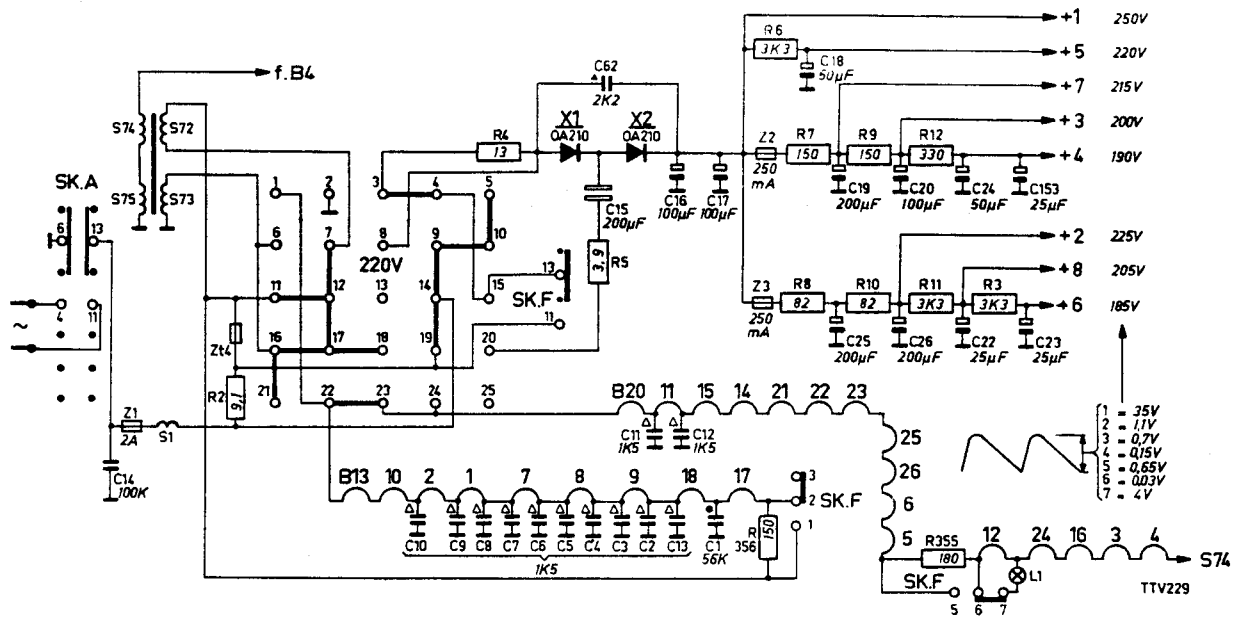 f.B4
S74
S72
S75
S73
SK.A
6
13
4
11
~
Z1
2A
S1
C14
100K
Zt4
R2
9,1
1
2
3
4
5
6
7
8
9
10
220V
11
12
13
14
15
16
17
18
19
20
21
22
23
24
25
R4
13
C62
2K2
X1
OA210
X2
OA210
C15
200µF
R5
3,9
13
SK.F
11
C16
100µF
C17
100µF
+1 250V
R6
3K3
+5 220V
C18
50µF
+7 215V
+3 200V
Z2
250
mA
R7
150
R9
150
R12
330
+4 190V
C19
200µF
C20
100µF
C24
50µF
C153
25µF
+2 225V
+8 205V
Z3
250
mA
R8
82
R10
82
R11
3K3
R3
3K3
+6 185V
C25
200µF
C26
200µF
C22
25µF
C23
25µF
B20 11 15 14 21 22 23
C11
1K5
C12
1K5
25
26
6
5
B13 10 2 1 7 8 9 18 17
C10 C9 C8 C7 C6 C5 C4 C3 C2 C13
1K5
C1
56K
R
356
150
3
2
1
SK.F
1 = 35V
2 = 1,1V
3 = 0,7V
4 = 0,15V
5 = 0,65V
6 = 0,03V
7 = 4V
R355
180
12 24 16 3 4
S74
L1
SK.F
5 6 7
TTV229